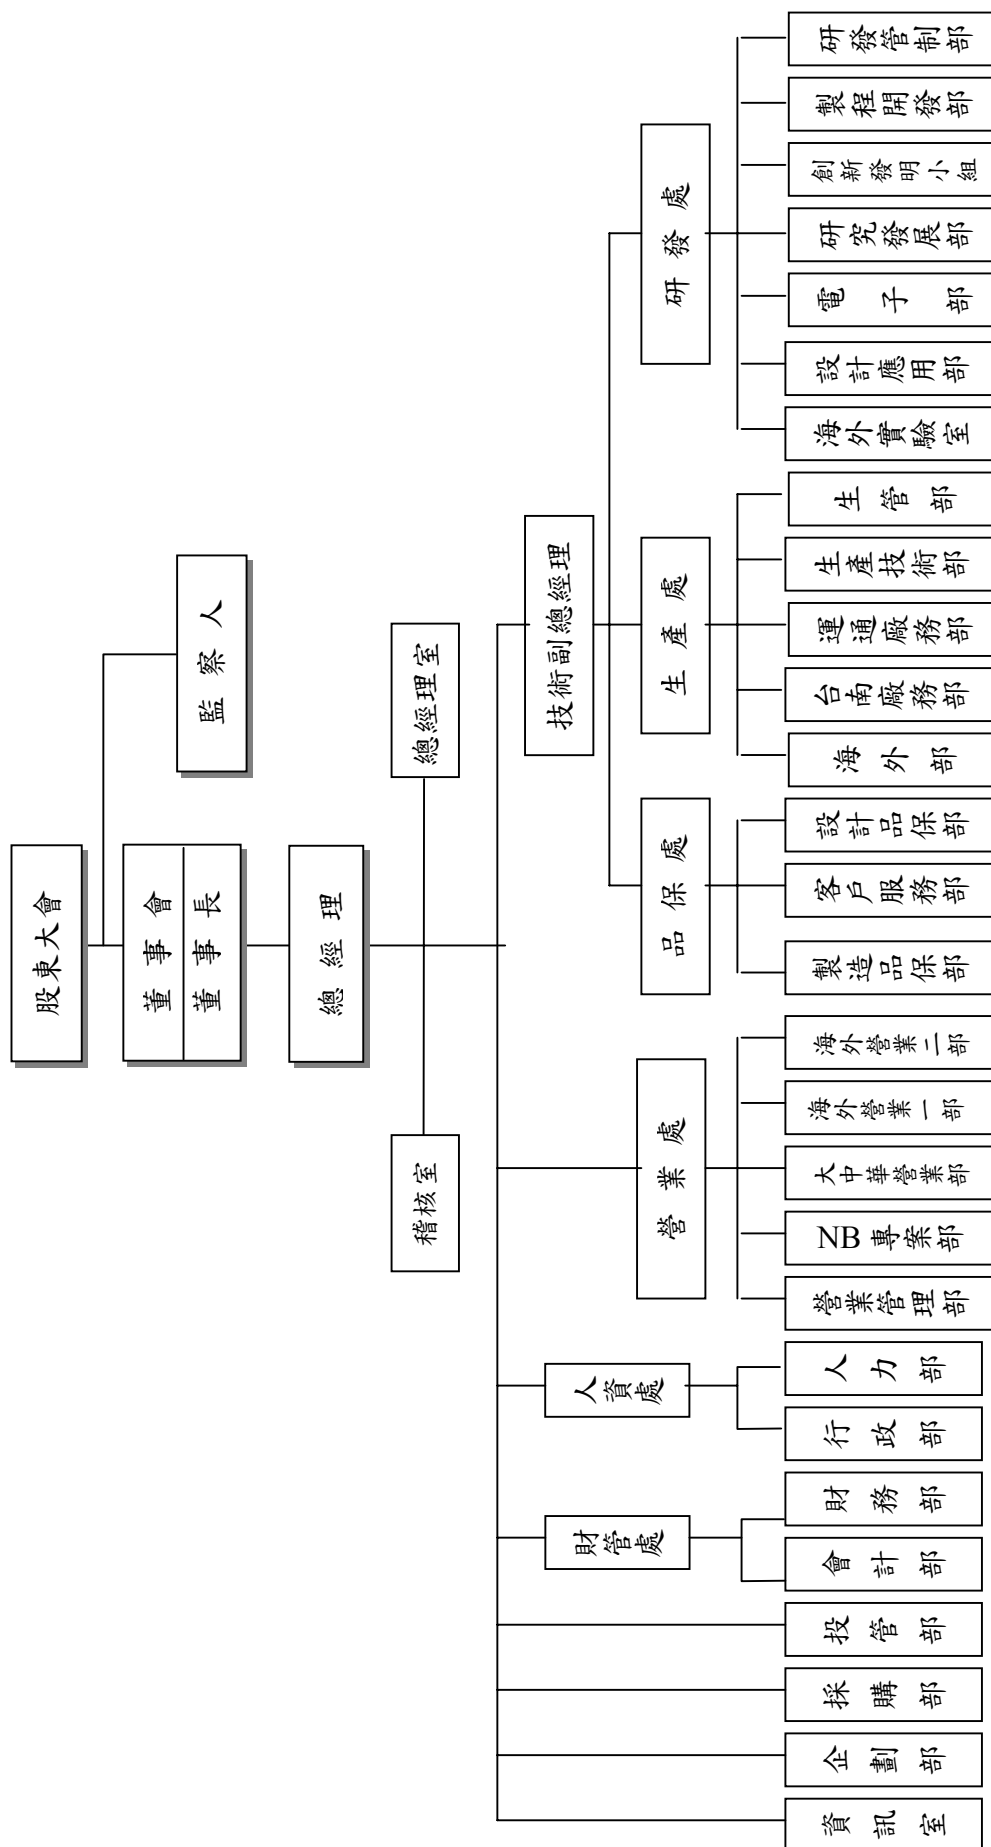 股東大會
監察人
董事會
董事長
總經理
稽核室
總經理室
技術副總經理
資訊室
企劃部
採購部
投管部
財管處
會計部
財務部
人資處
行政部
人力部
營業處
營業管理部
NB專案部
大中華營業部
海外營業一部
海外營業二部
品保處
製造品保部
客戶服務部
設計品保部
生產處
海外部
台南廠務部
運通廠務部
生產技術部
生管部
研發處
海外實驗室
設計應用部
電子部
研究發展部
創新發明小組
製程開發部
研發管制部